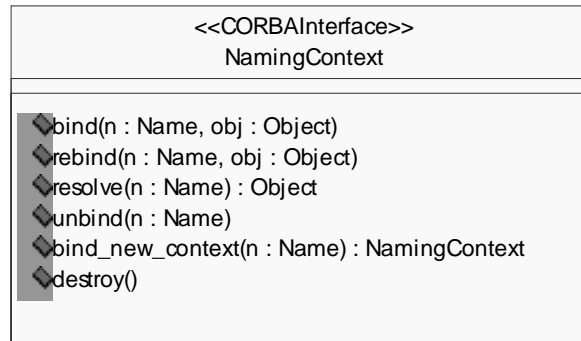 <<CORBAInterface>>
NamingContext
bind(n : Name, obj : Object)
rebind(n : Name, obj : Object)
resolve(n : Name) : Object
unbind(n : Name)
bind_new_context(n : Name) : NamingContext
destroy()